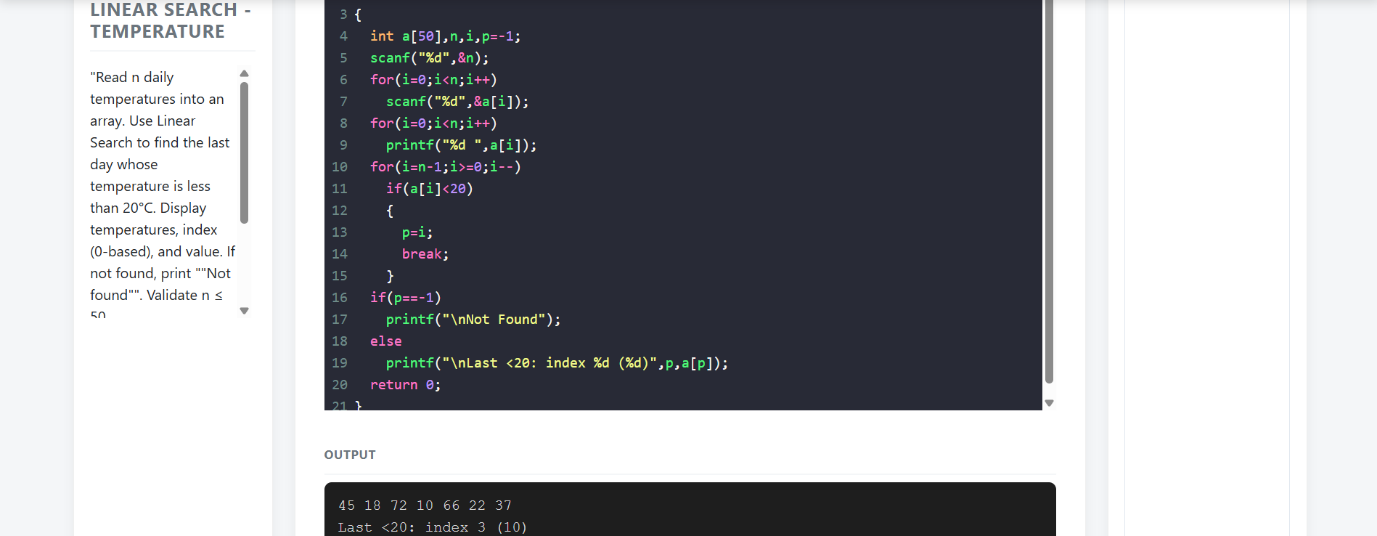 LINEAR SEARCH -
TEMPERATURE
"Read n daily
temperatures into an
array. Use Linear
Search to find the last
day whose
temperature is less
than 20°C. Display
temperatures, index
(0-based), and value. If
not found, print ""Not
found"". Validate n ≤
50
3 {
4 int a[50],n,i,p=-1;
5 scanf("%d",&n);
6 for(i=0;i<n;i++)
7 scanf("%d",&a[i]);
8 for(i=0;i<n;i++)
9 printf("%d ",a[i]);
10 for(i=n-1;i>=0;i--)
11 if(a[i]<20)
12 {
13 p=i;
14 break;
15 }
16 if(p==-1)
17 printf("\nNot Found");
18 else
19 printf("\nLast <20: index %d (%d)",p,a[p]);
20 return 0;
21 }
OUTPUT
45 18 72 10 66 22 37
Last <20: index 3 (10)